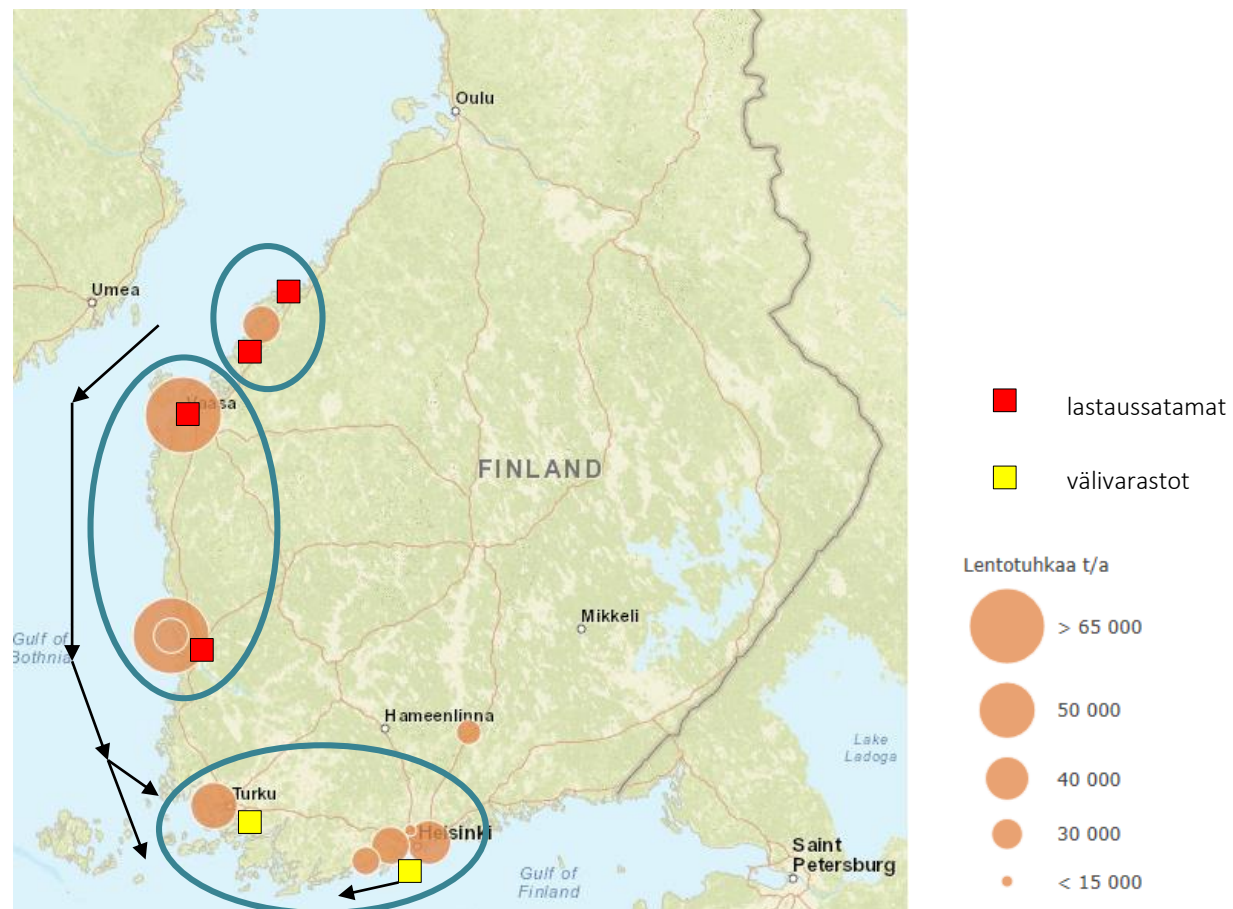 Oulu
Umea
Vaasa
FINLAND
Mikkeli
Gulf of
Bothnia
Hameenlinna
Lake
Ladoga
Turku
Helsinki
Saint
Petersburg
Gulf of
Finland
lastaussatamat
välivarastot
Lentotuhkaa t/a
> 65 000
50 000
40 000
30 000
< 15 000